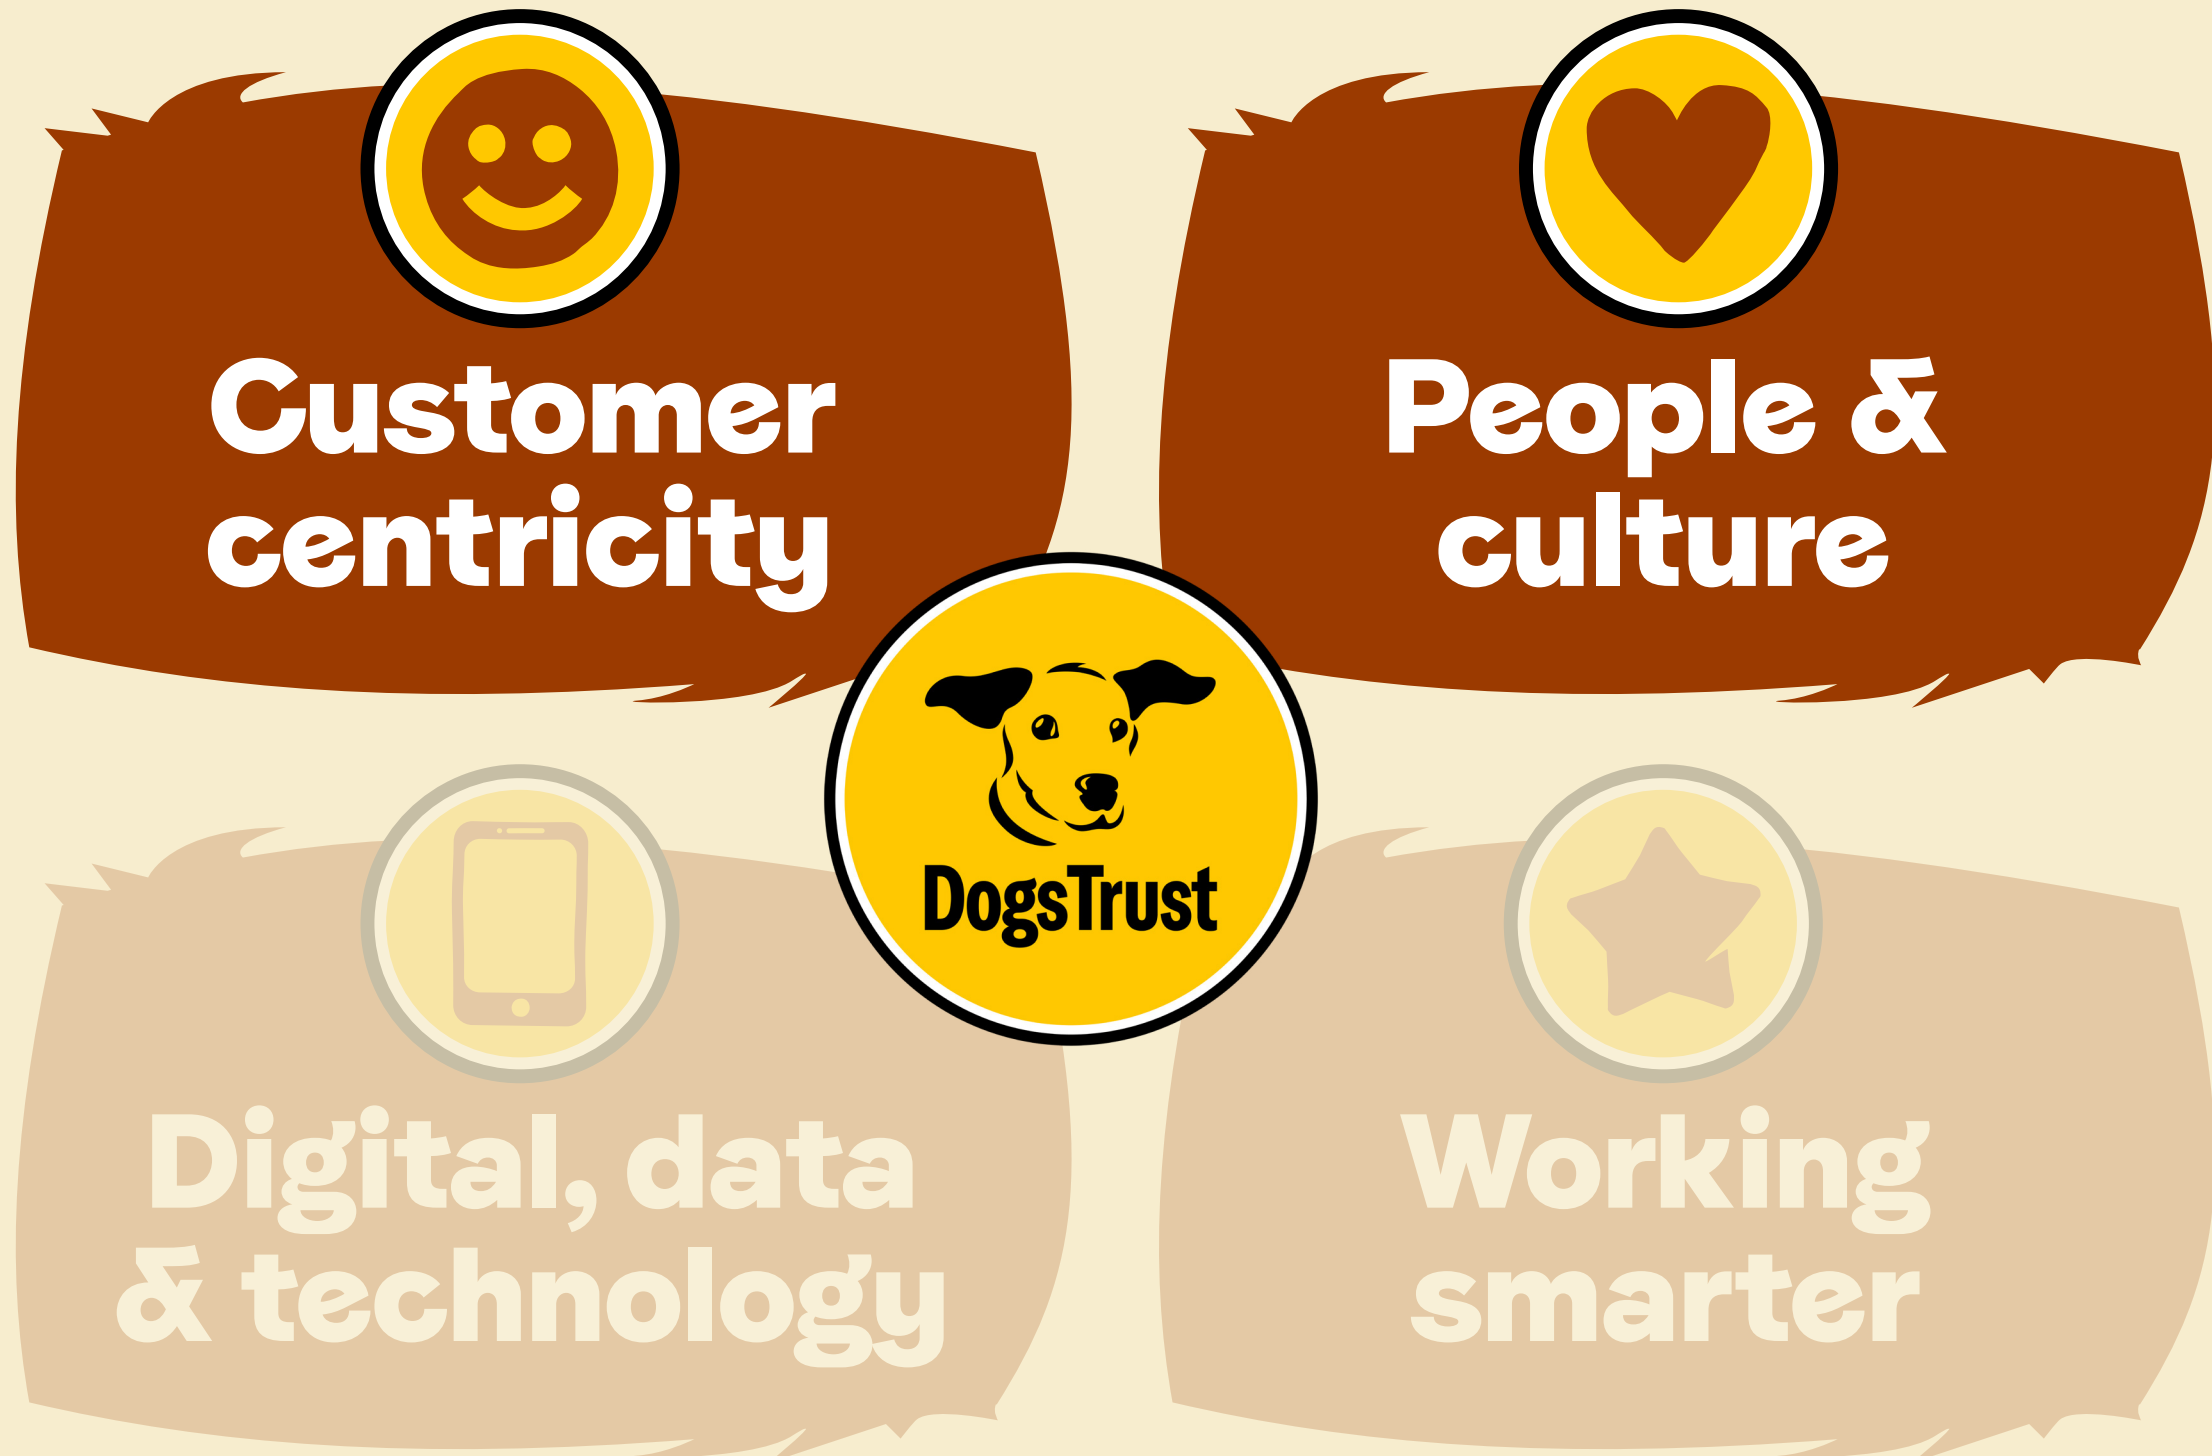 Customer
centricity
People &
culture
DogsTrust
Digital, data
& technology
Working
smarter